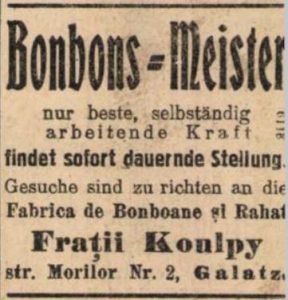 Bonbons=Meister
nur beste, selbständig
arbeitende Kraft
findet sofort dauernde Stellung.
Gesuche sind zu richten an die
Fabrica de Bonboane și Rahat
Frații Koulpy
str. Morilor Nr. 2, Galatz.